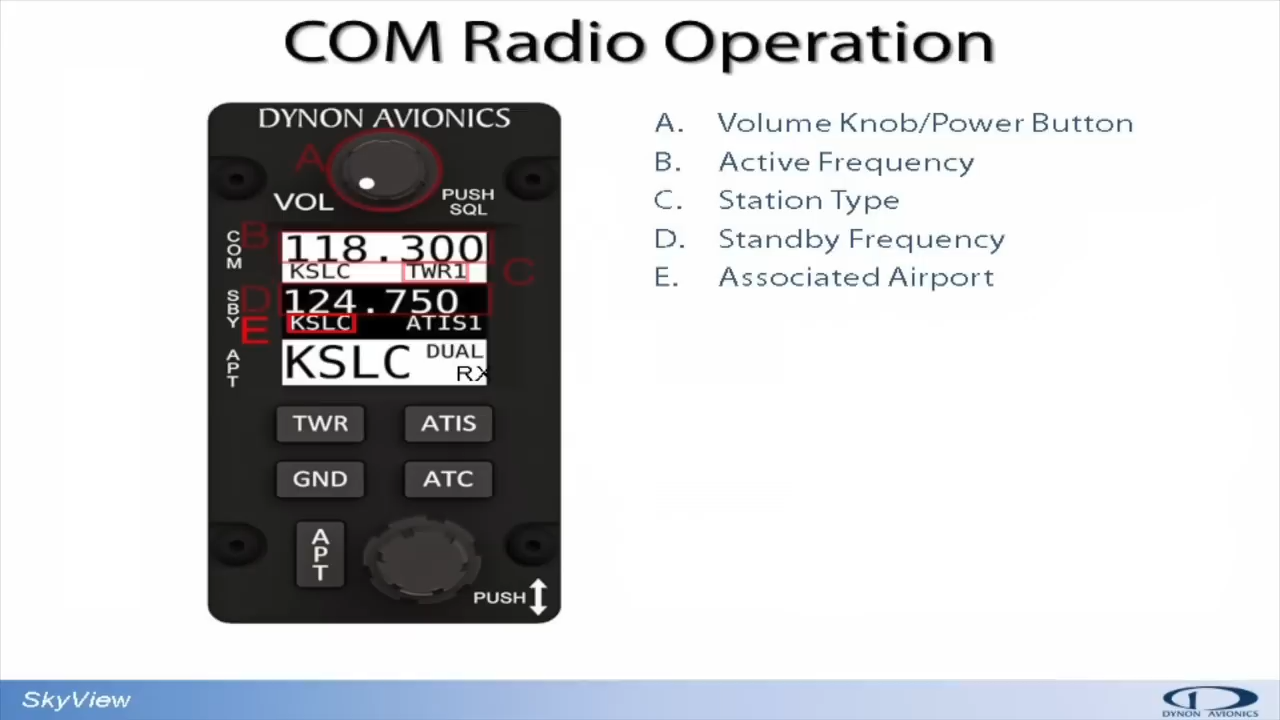 COM Radio Operation
DYNON AVIONICS
A
VOL
PUSH
SQL
COM
B
118.300
KSLC TWR1
C
SBY
D
124.750
E
KSLC ATIS1
APT
KSLC DUAL
RX
TWR ATIS
GND ATC
APT
PUSH
A. Volume Knob/Power Button
B. Active Frequency
C. Station Type
D. Standby Frequency
E. Associated Airport
SkyView
DYNON AVIONICS